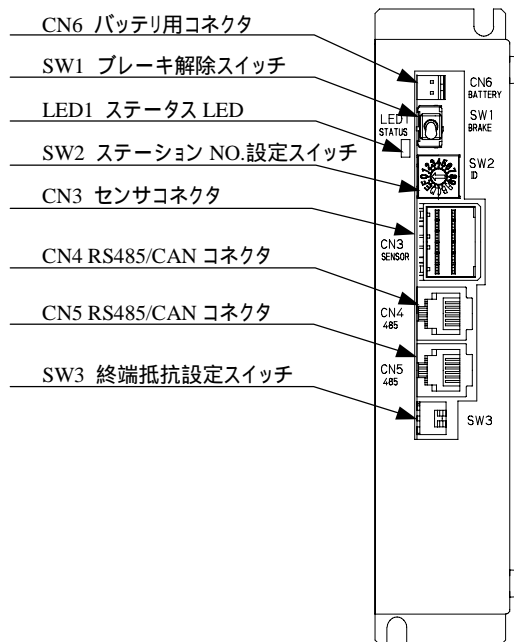 CN6 バッテリ用コネクタ
SW1 ブレーキ解除スイッチ
LED1 ステータス LED
SW2 ステーション NO.設定スイッチ
CN3 センサコネクタ
CN4 RS485/CAN コネクタ
CN5 RS485/CAN コネクタ
SW3 終端抵抗設定スイッチ
CN6
BATTERY
SW1
BRAKE
LED1
STATUS
SW2
ID
CN3
SENSOR
CN4
485
CN5
485
SW3